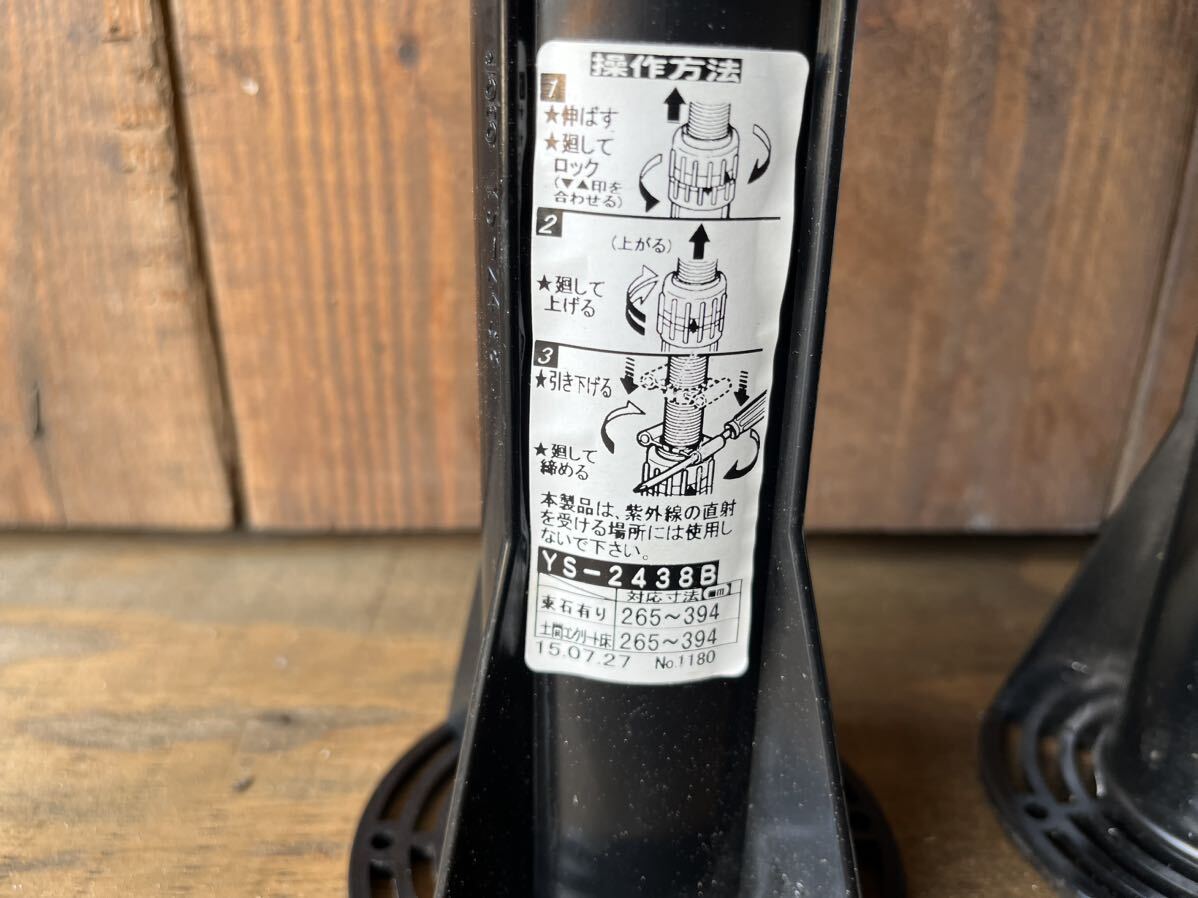 操作方法
1
★伸ばす
★廻して
ロック
(▼▲印を
合わせる)
2
(上がる)
★廻して
上げる
3
★引き下げる
★廻して
締める
本製品は、紫外線の直射
を受ける場所には使用し
ないで下さい。
YS-2438B
対応寸法【mm】
束石有り 265～394
土間コンクリート床 265～394
15.07.27 No.1180